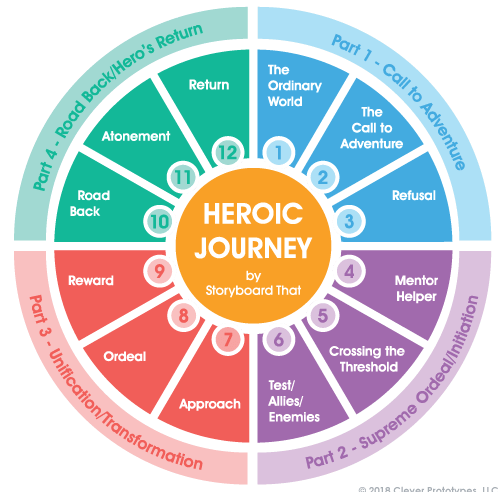 Part 1 - Call to Adventure
The
Ordinary
World
1
The
Call to
Adventure
2
Refusal
3
Part 2 - Supreme Ordeal/Initiation
4
Mentor
Helper
5
Crossing the
Threshold
6
Test/
Allies/
Enemies
Part 3 - Unification/Transformation
7
Approach
8
Ordeal
9
Reward
Part 4 - Road Back/Hero's Return
10
Road
Back
11
Atonement
12
Return
HEROIC
JOURNEY
by
Storyboard That
© 2018 Clever Prototypes, LLC